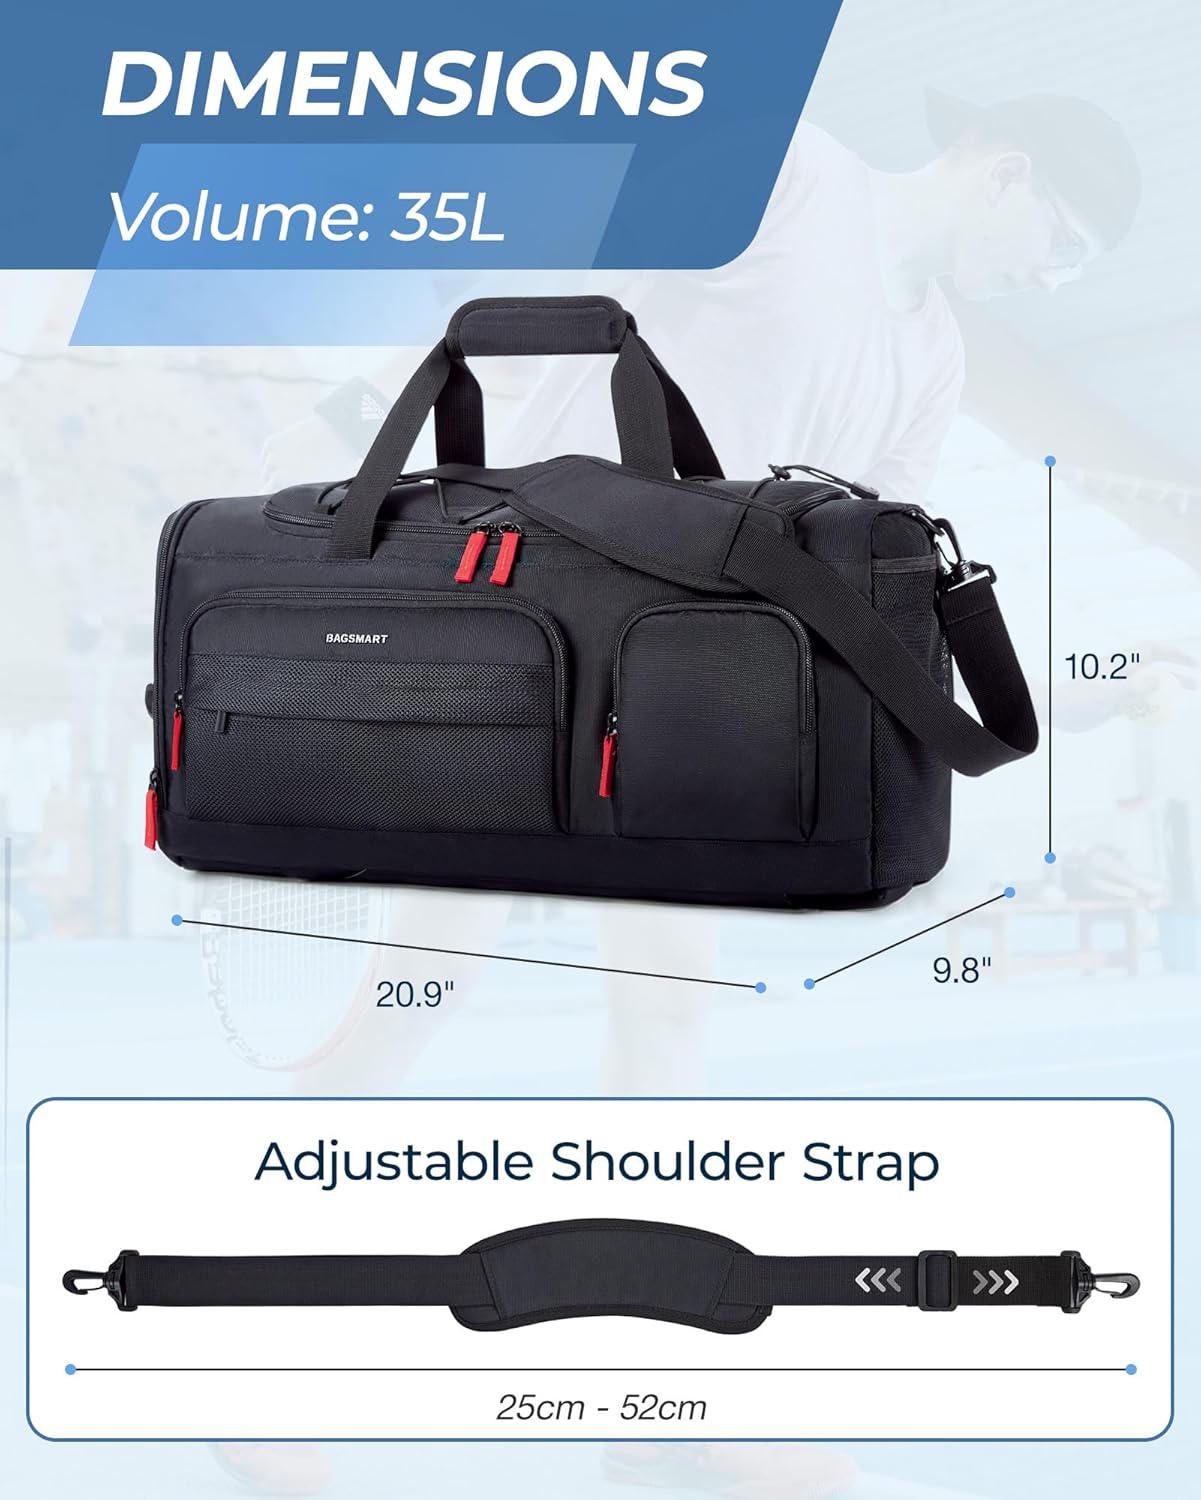 DIMENSIONS
Volume: 35L
BAGSMART
10.2"
9.8"
20.9"
Adjustable Shoulder Strap
25cm - 52cm